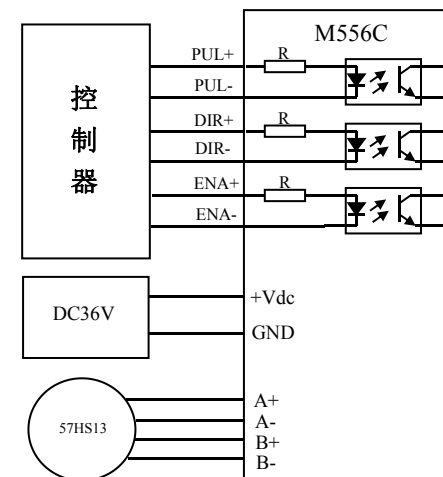 M556C
PUL+
R
PUL-
DIR+
R
DIR-
ENA+
R
ENA-
控
制
器
DC36V
+Vdc
GND
57HS13
A+
A-
B+
B-